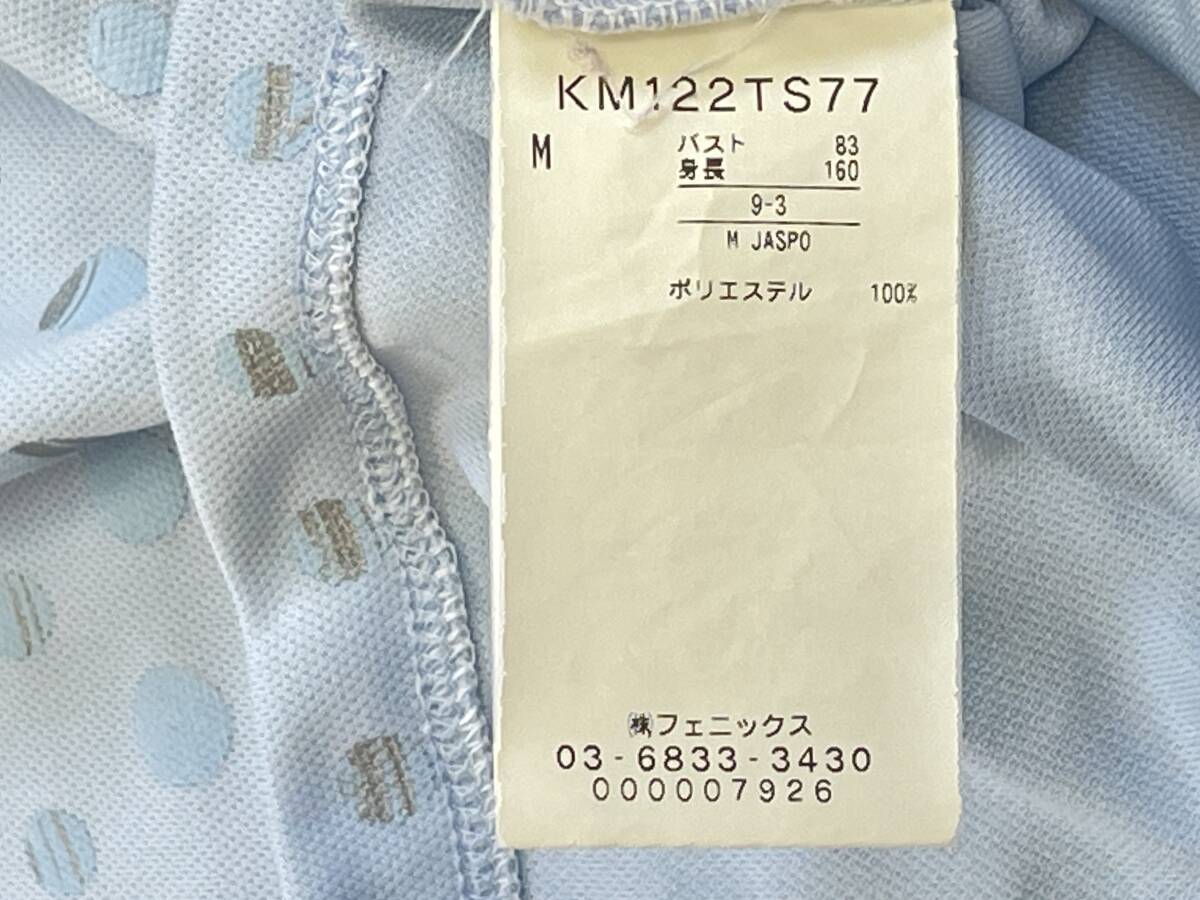 KM122TS77
M
バスト 83
身長 160
9-3
M JASPO
ポリエステル 100%
㈱フェニックス
03-6833-3430
000007926